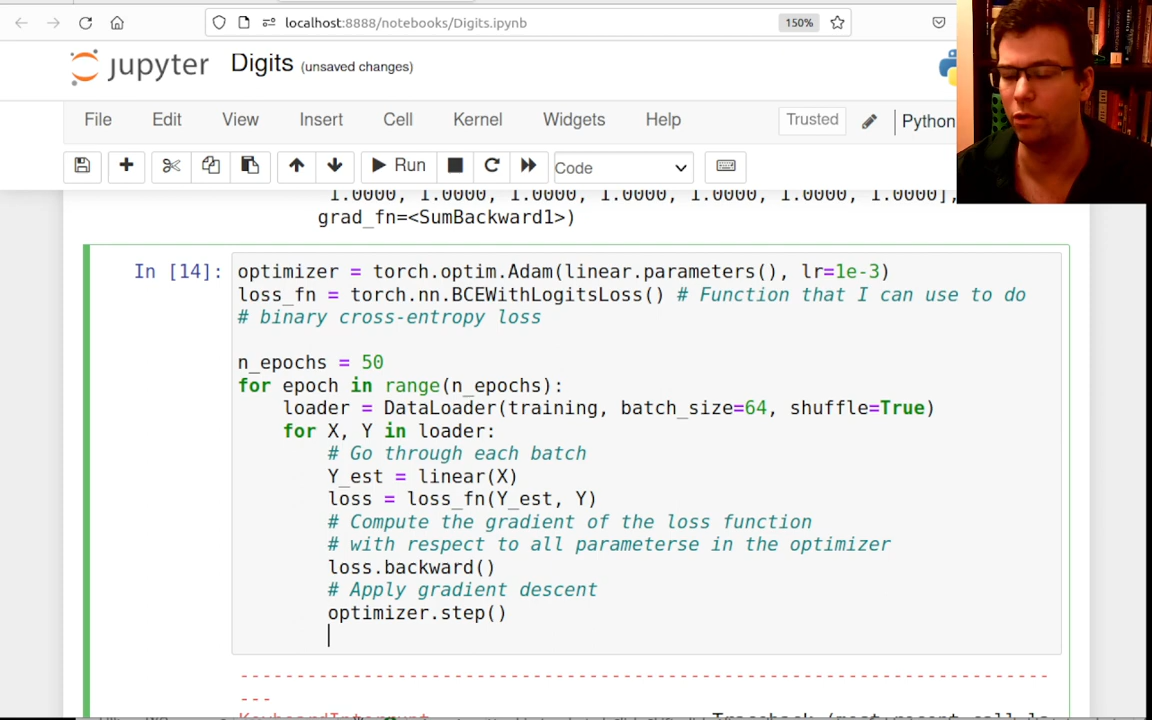 localhost:8888/notebooks/Digits.ipynb 150%
jupyter Digits (unsaved changes)
File Edit View Insert Cell Kernel Widgets Help Trusted Python
Run Code
1.0000, 1.0000, 1.0000, 1.0000, 1.0000, 1.0000, 1.0000],
grad_fn=<SumBackward1>)
In [14]: optimizer = torch.optim.Adam(linear.parameters(), lr=1e-3)
loss_fn = torch.nn.BCEWithLogitsLoss() # Function that I can use to do
# binary cross-entropy loss
n_epochs = 50
for epoch in range(n_epochs):
loader = DataLoader(training, batch_size=64, shuffle=True)
for X, Y in loader:
# Go through each batch
Y_est = linear(X)
loss = loss_fn(Y_est, Y)
# Compute the gradient of the loss function
# with respect to all parameterse in the optimizer
loss.backward()
# Apply gradient descent
optimizer.step()
---------------------------------------------------------------------------
KeyboardInterrupt Traceback (most recent call